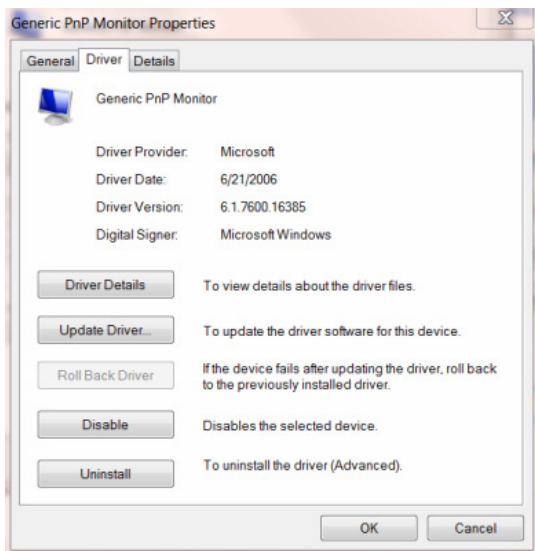 Generic PnP Monitor Properties
General Driver Details
Generic PnP Monitor
Driver Provider: Microsoft
Driver Date: 6/21/2006
Driver Version: 6.1.7600.16385
Digital Signer: Microsoft Windows
Driver Details To view details about the driver files.
Update Driver... To update the driver software for this device.
Roll Back Driver If the device fails after updating the driver, roll back
to the previously installed driver.
Disable Disables the selected device.
Uninstall To uninstall the driver (Advanced).
OK Cancel